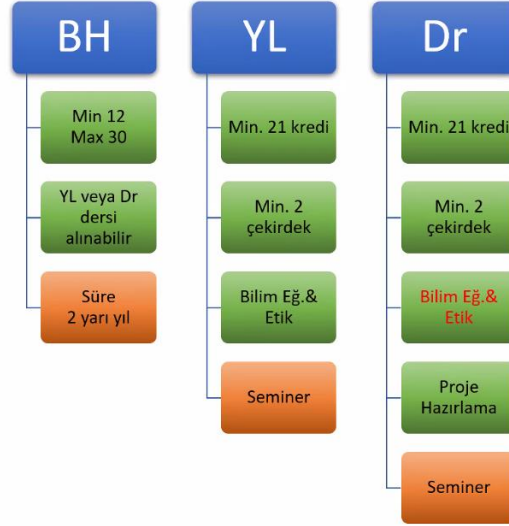 BH
Min 12
Max 30
YL veya Dr
dersi
alınabilir
Süre
2 yarı yıl
YL
Min. 21 kredi
Min. 2
çekirdek
Bilim Eğ.&
Etik
Seminer
Dr
Min. 21 kredi
Min. 2
çekirdek
Bilim Eğ.&
Etik
Proje
Hazırlama
Seminer